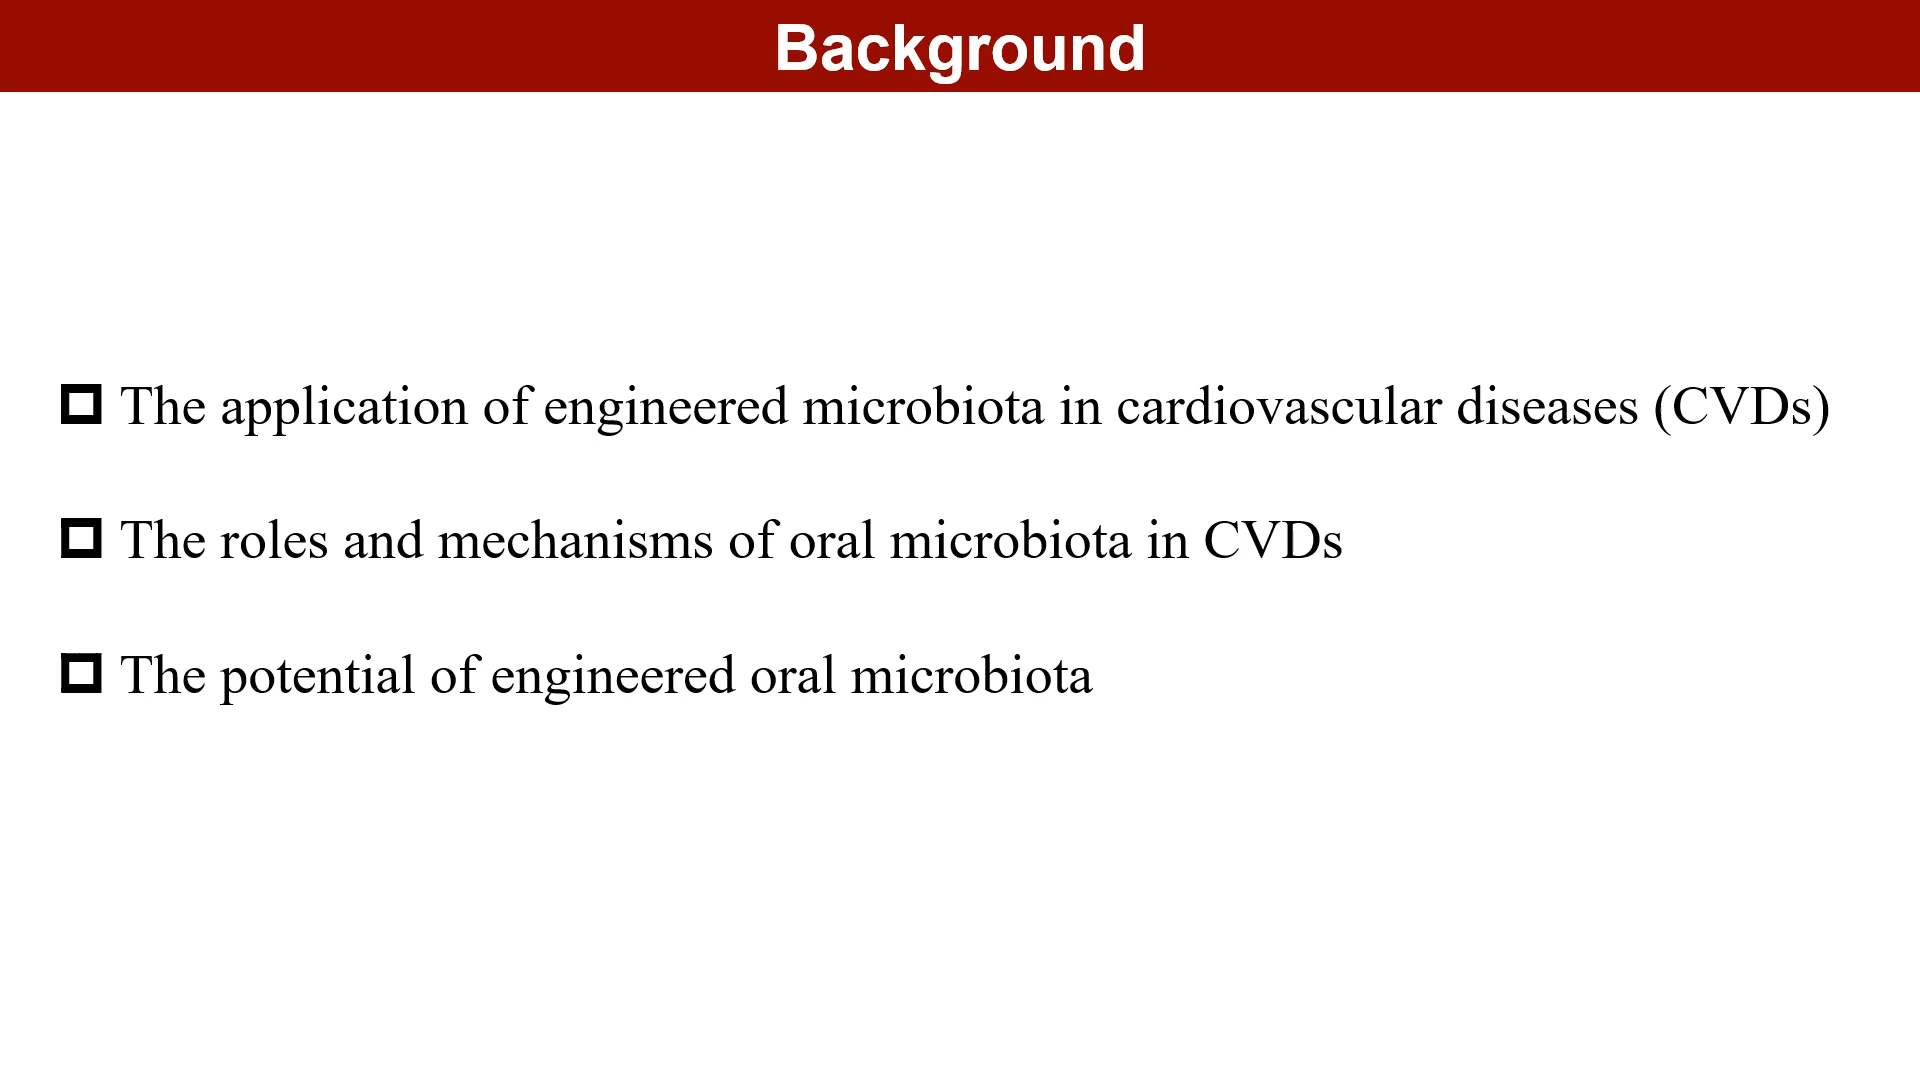 Background
The application of engineered microbiota in cardiovascular diseases (CVDs)
The roles and mechanisms of oral microbiota in CVDs
The potential of engineered oral microbiota